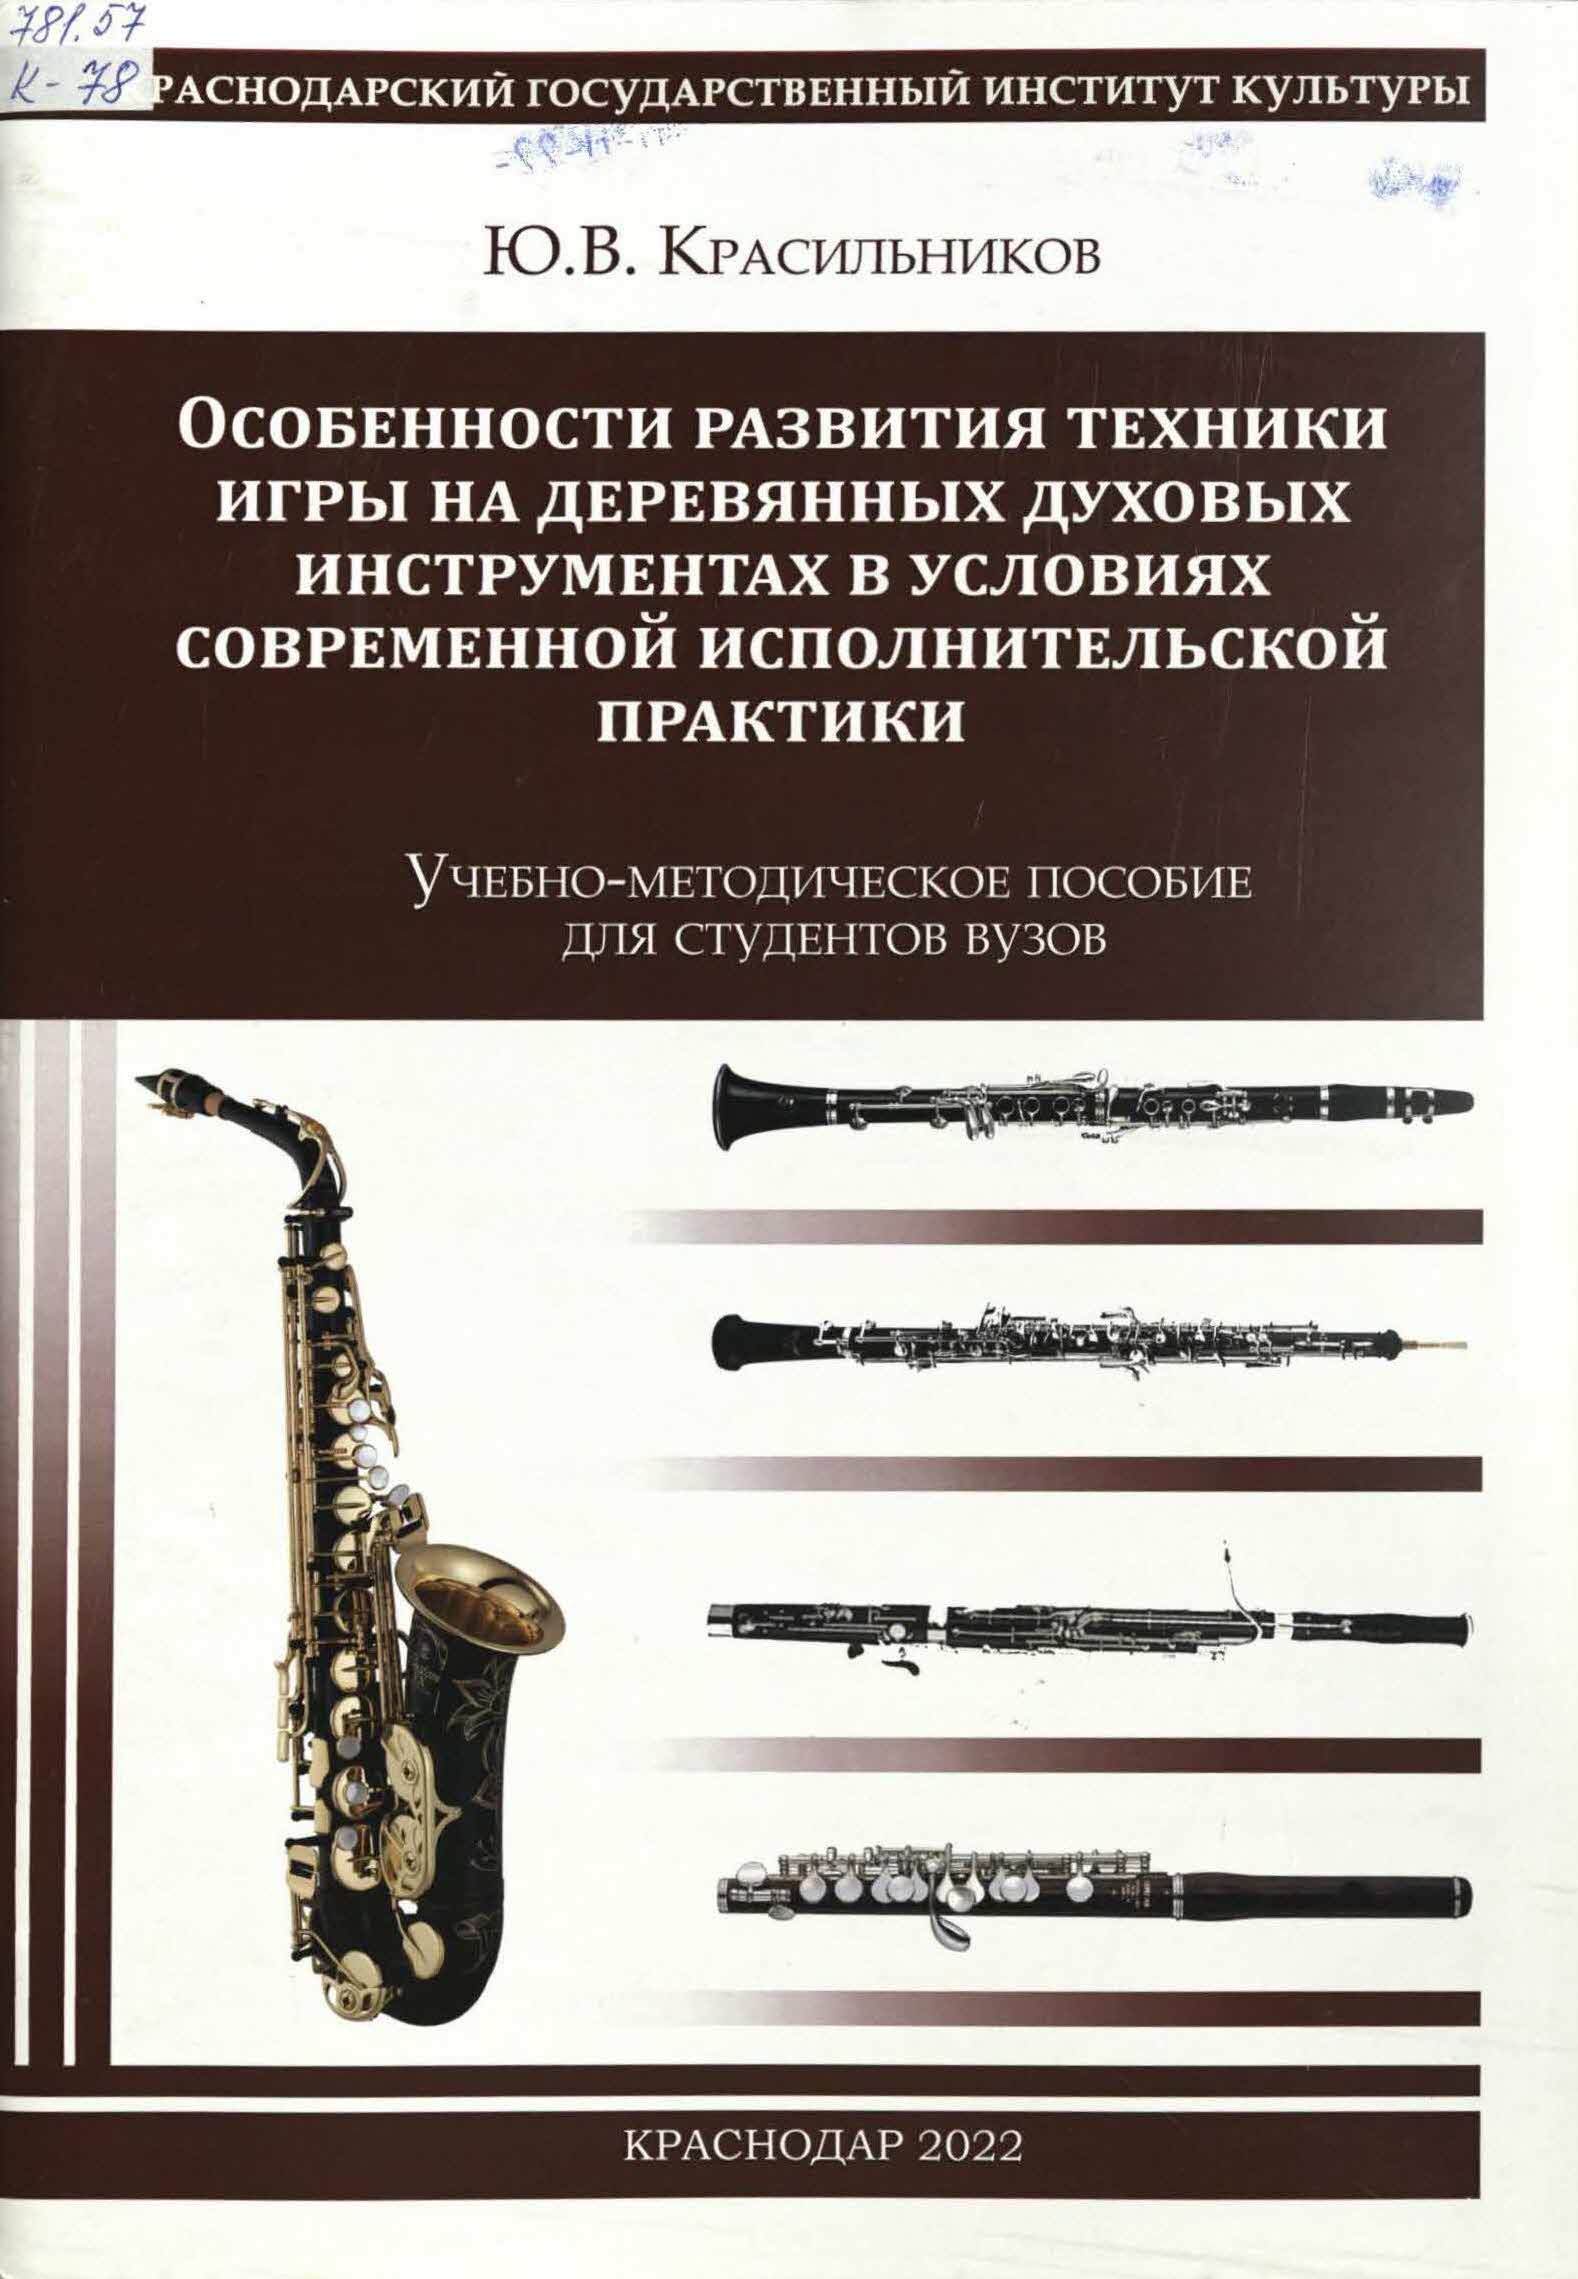 781.57
К-78
РАСНОДАРСКИЙ ГОСУДАРСТВЕННЫЙ ИНСТИТУТ КУЛЬТУРЫ
Ю.В. Красильников
Особенности развития техники
игры на деревянных духовых
инструментах в условиях
современной исполнительской
практики
Учебно-методическое пособие
для студентов вузов
КРАСНОДАР 2022